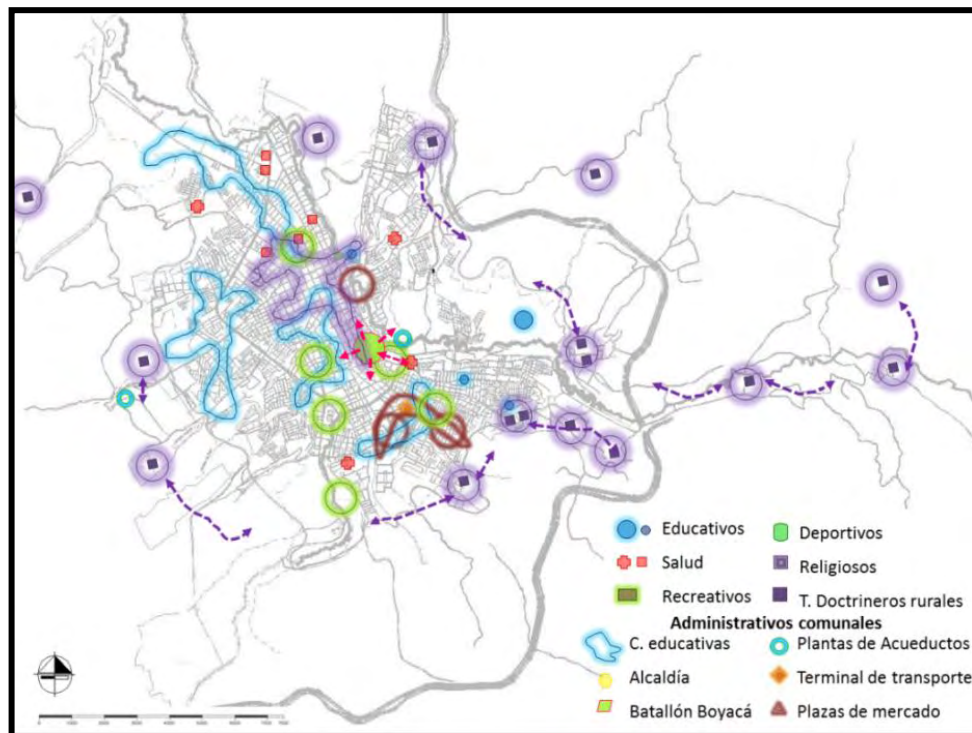 Educativos
Salud
Recreativos
Deportivos
Religiosos
T. Doctrineros rurales
Administrativos comunales
C. educativas
Alcaldía
Batallón Boyacá
Plantas de Acueductos
Terminal de transporte
Plazas de mercado